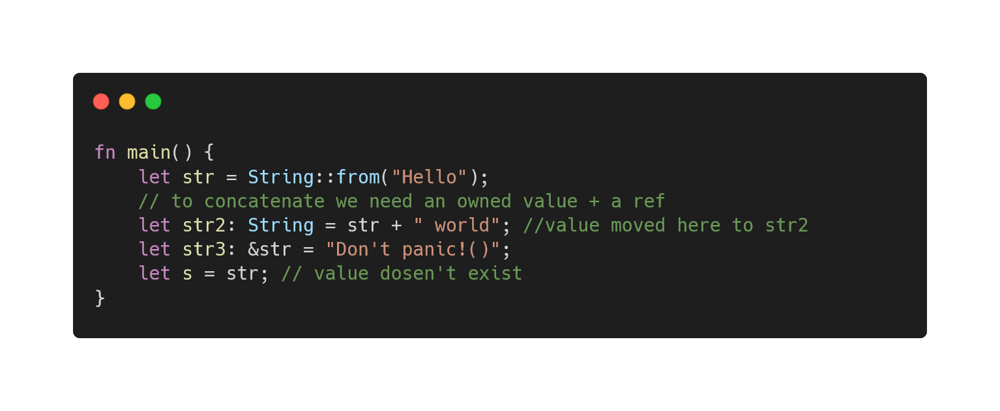 fn main() {
    let str = String::from("Hello");
    // to concatenate we need an owned value + a ref
    let str2: String = str + " world"; //value moved here to str2
    let str3: &str = "Don't panic!()";
    let s = str; // value dosen't exist
}